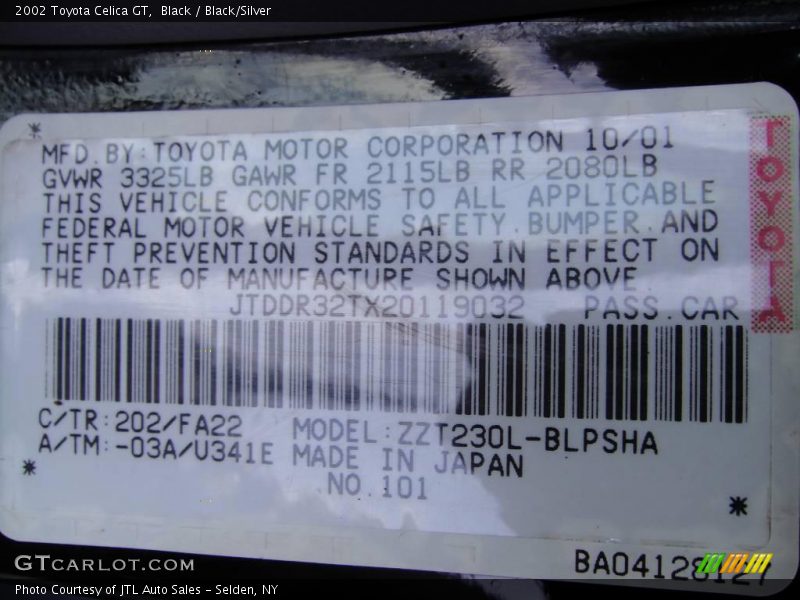 2002 Toyota Celica GT, Black / Black/Silver
MFD.BY:TOYOTA MOTOR CORPORATION 10/01
GVWR 3325LB GAWR FR 2115LB RR 2080LB
THIS VEHICLE CONFORMS TO ALL APPLICABLE
FEDERAL MOTOR VEHICLE SAFETY.BUMPER.AND
THEFT PREVENTION STANDARDS IN EFFECT ON
THE DATE OF MANUFACTURE SHOWN ABOVE.
JTDDR32TX20119032 PASS.CAR
TOYOTA
C/TR:202/FA22 MODEL:ZZT230L-BLPSHA
A/TM:-03A/U341E MADE IN JAPAN
NO.101
BA04128127
GTCARLOT.COM
Photo Courtesy of JTL Auto Sales - Selden, NY